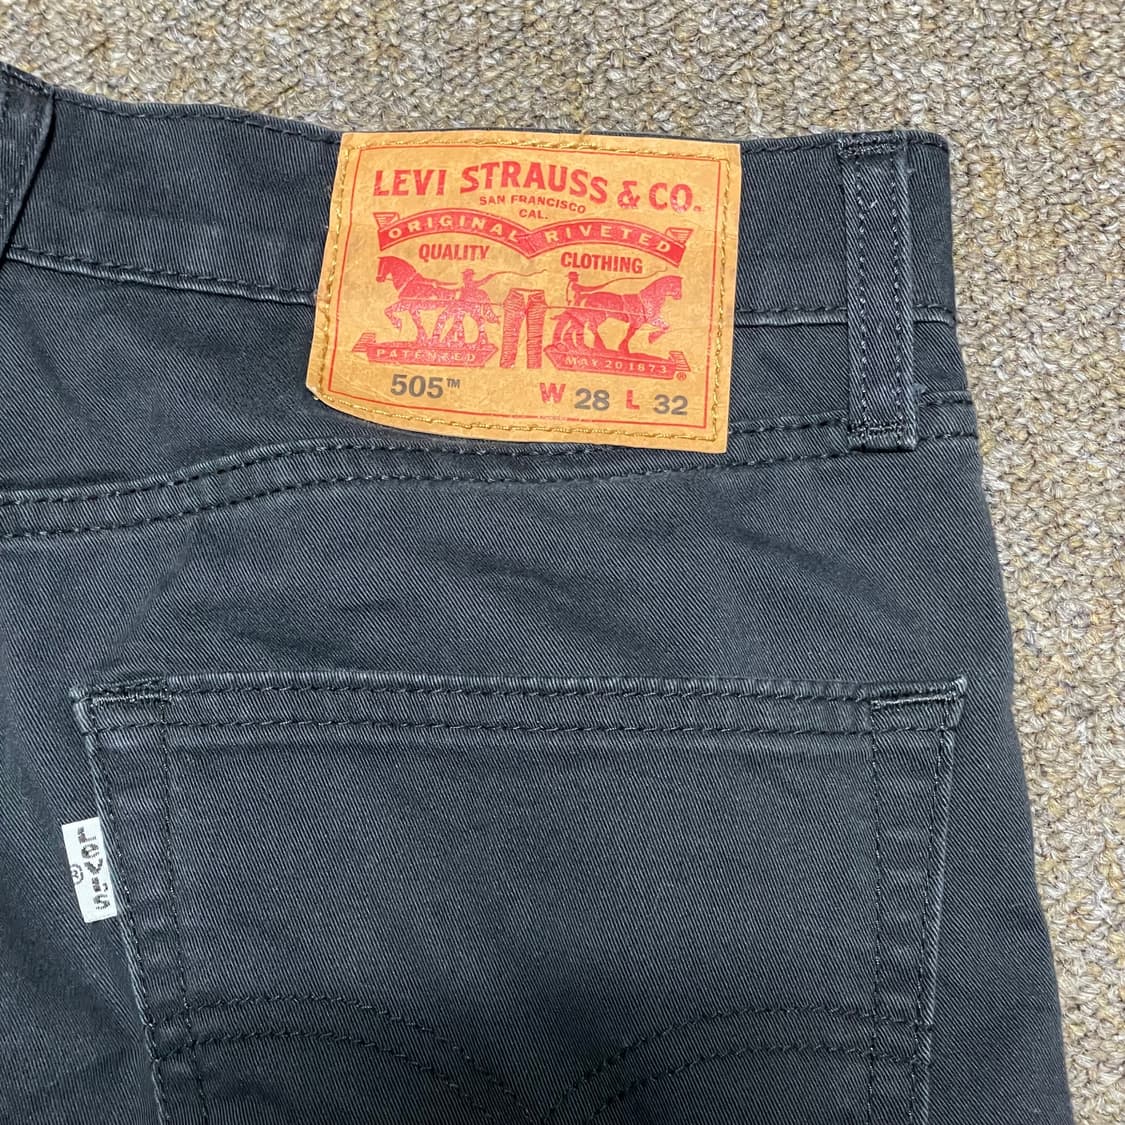 LEVI STRAUSS & CO.
SAN FRANCISCO
CAL.
ORIGINAL RIVETED
QUALITY CLOTHING
PATENTED MAY 20 1873 ®
505™ W 28 L 32
LEVI'S
®